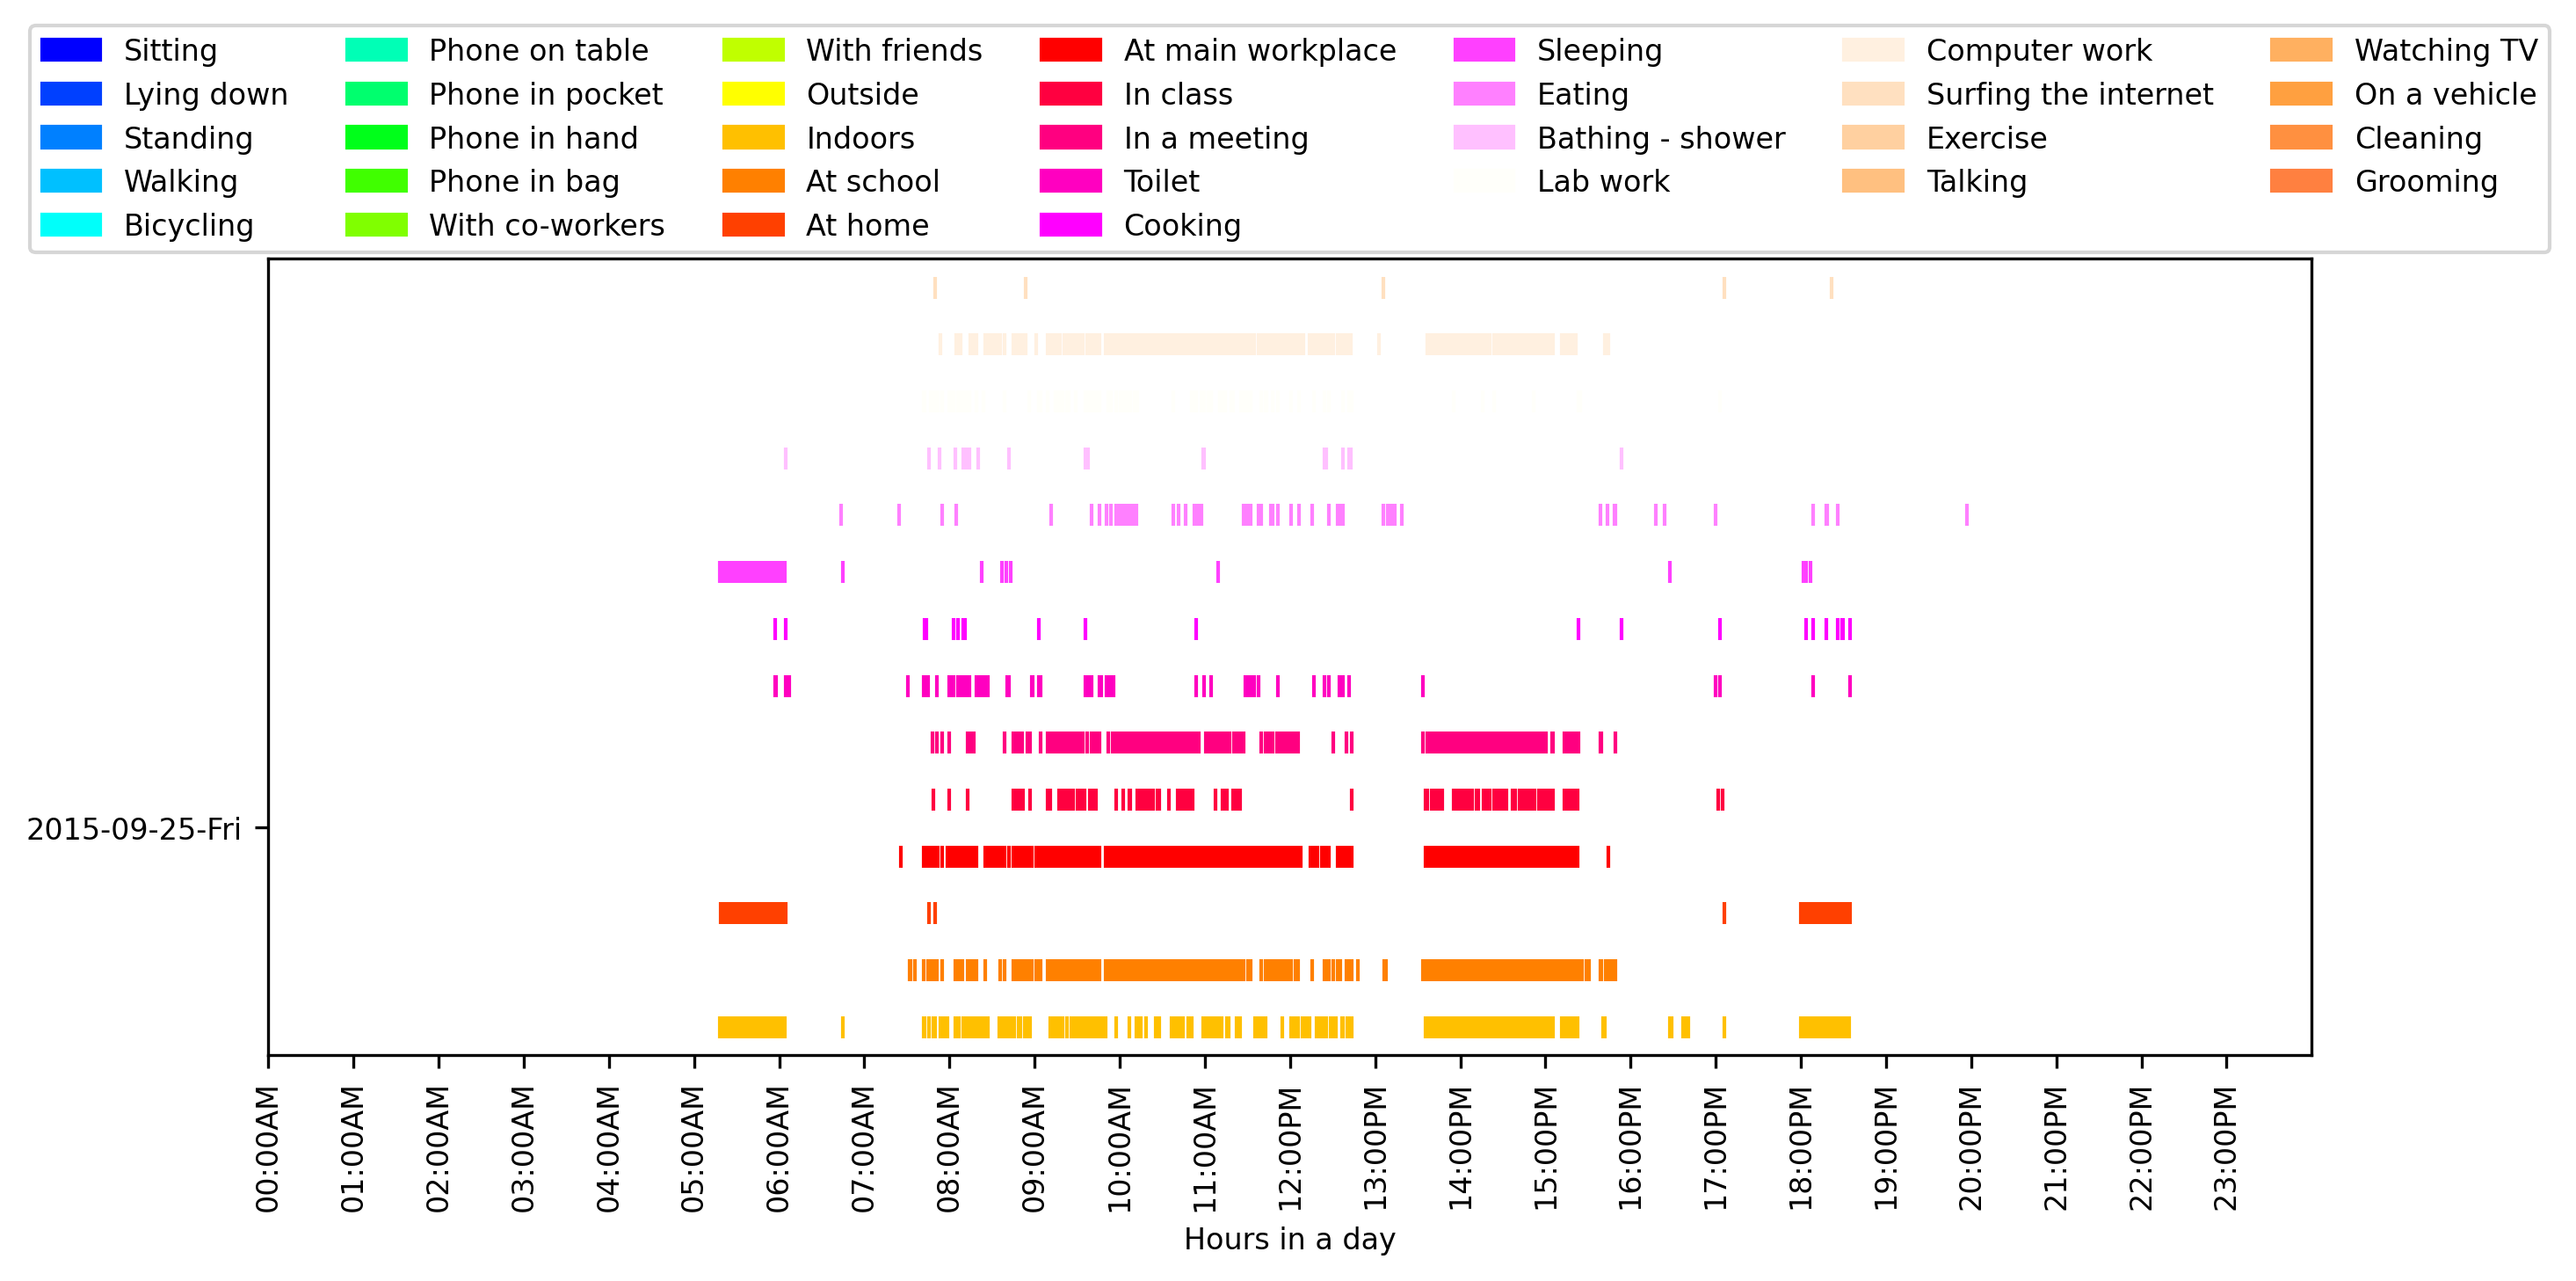 Sitting
Lying down
Standing
Walking
Bicycling
Phone on table
Phone in pocket
Phone in hand
Phone in bag
With co-workers
With friends
Outside
Indoors
At school
At home
At main workplace
In class
In a meeting
Toilet
Cooking
Sleeping
Eating
Bathing - shower
Lab work
Computer work
Surfing the internet
Exercise
Talking
Watching TV
On a vehicle
Cleaning
Grooming
2015-09-25-Fri
00:00AM
01:00AM
02:00AM
03:00AM
04:00AM
05:00AM
06:00AM
07:00AM
08:00AM
09:00AM
10:00AM
11:00AM
12:00PM
13:00PM
14:00PM
15:00PM
16:00PM
17:00PM
18:00PM
19:00PM
20:00PM
21:00PM
22:00PM
23:00PM
Hours in a day